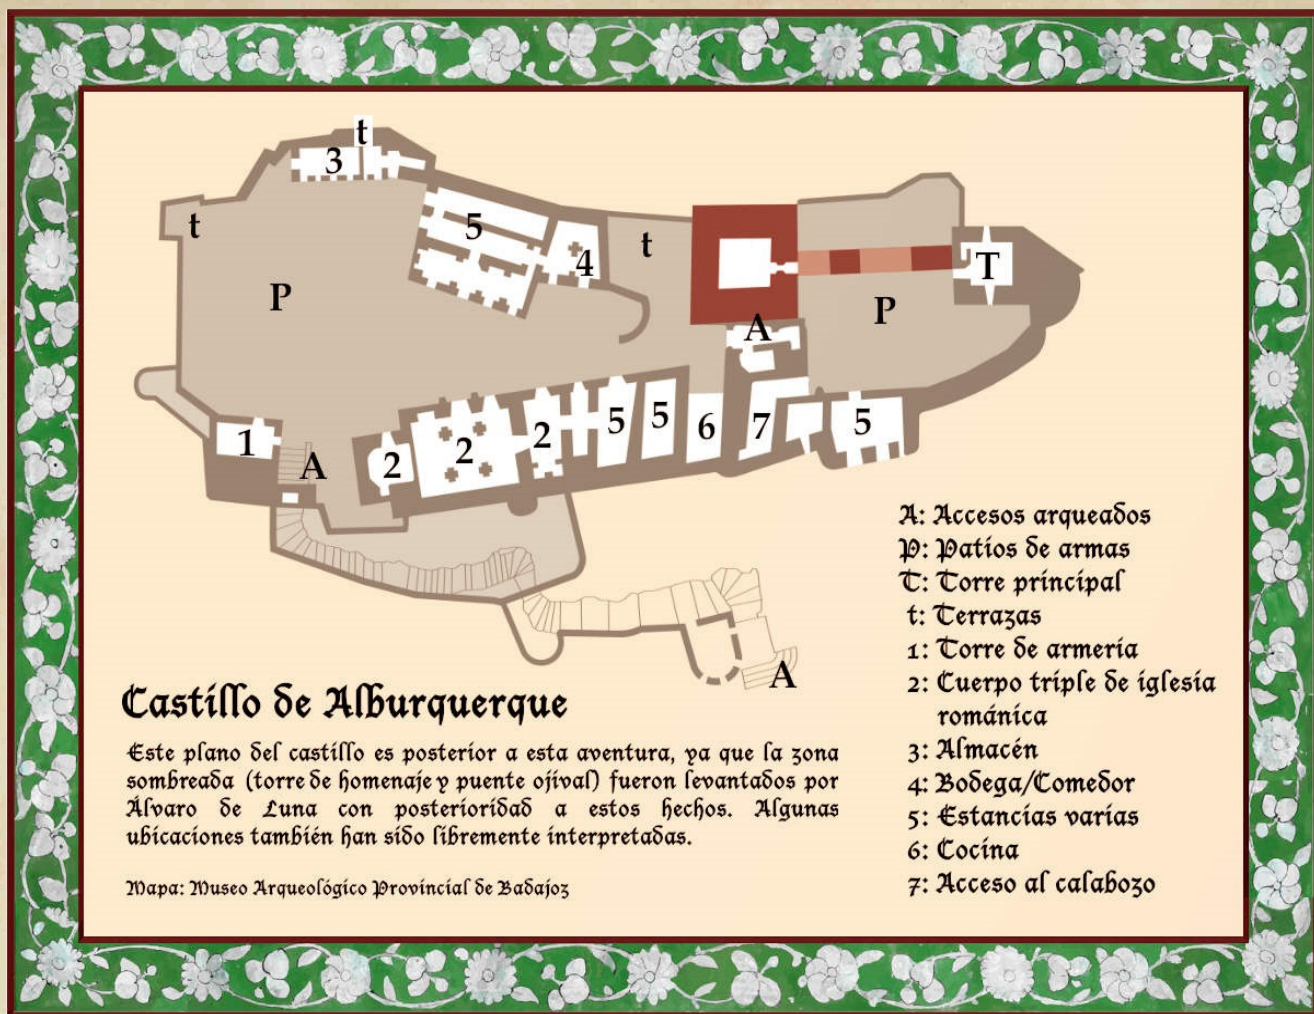 t
3
t
5
4
t
T
P
P
A
1
A
2
2
2
5
5
6
7
5
A
A: Accesos arqueados
P: Patios de armas
T: Torre principal
t: Terrazas
1: Torre de armería
2: Cuerpo triple de iglesia
románica
3: Almacén
4: Bodega/Comedor
5: Estancias varias
6: Cocina
7: Acceso al calabozo
Castillo de Alburquerque
Este plano del castillo es posterior a esta aventura, ya que la zona
sombreada (torre de homenaje y puente ojival) fueron levantados por
Álvaro de Luna con posterioridad a estos hechos. Algunas
ubicaciones también han sido libremente interpretadas.
Mapa: Museo Arqueológico Provincial de Badajoz